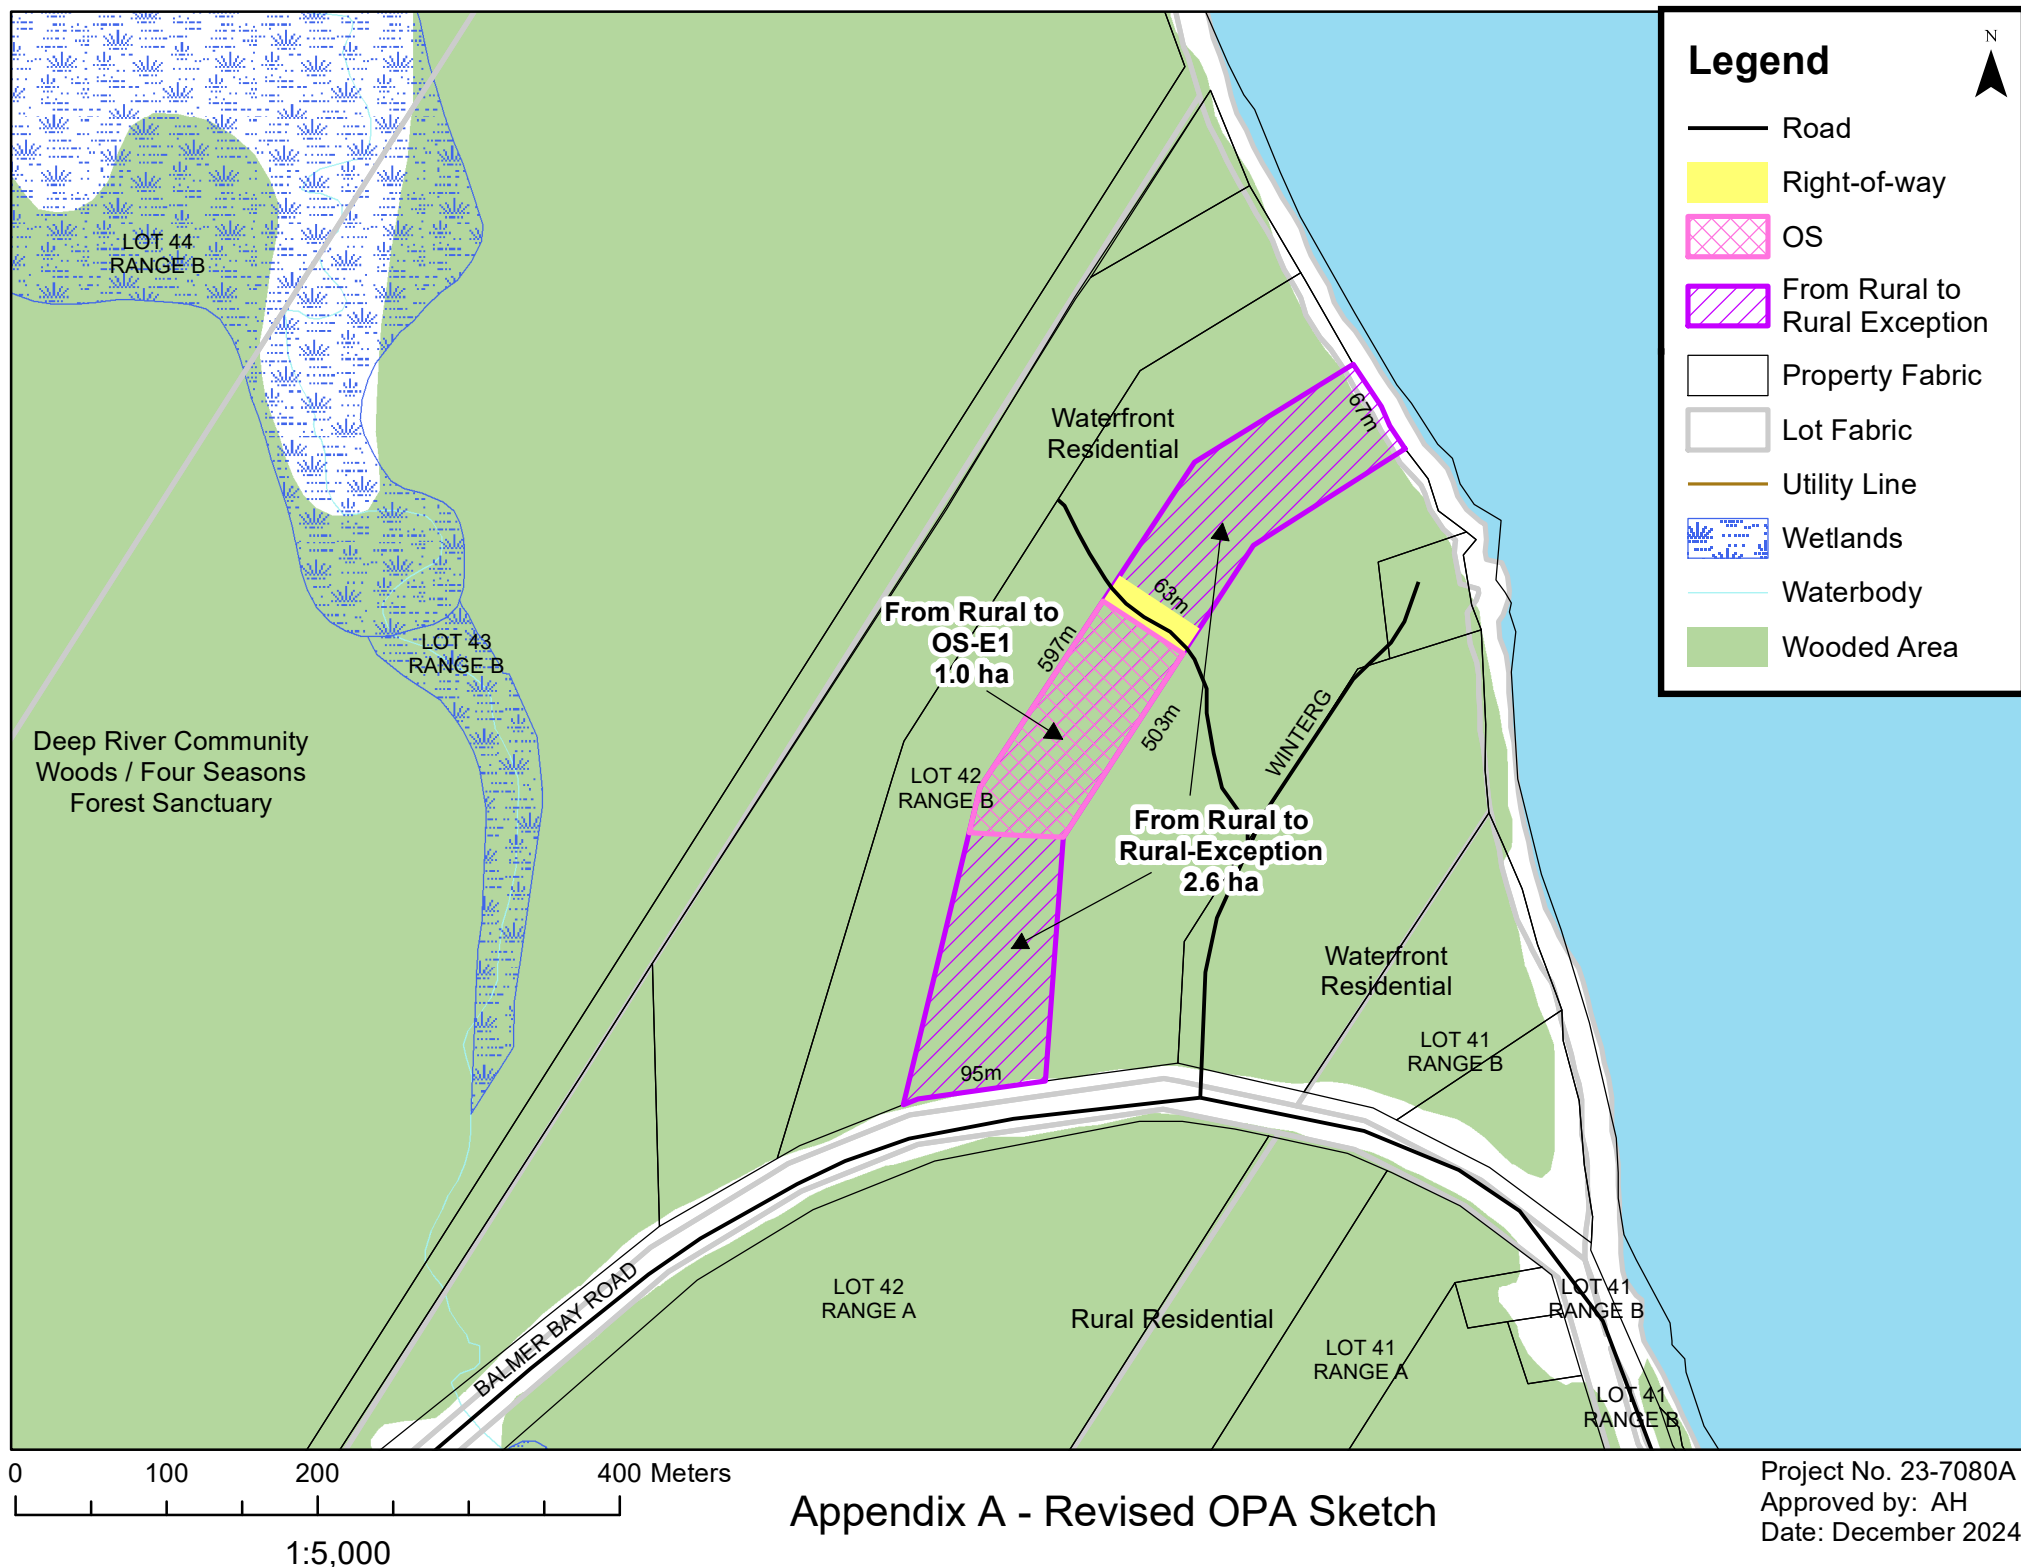 Legend
N
Road
Right-of-way
OS
From Rural to
Rural Exception
Property Fabric
Lot Fabric
Utility Line
Wetlands
Waterbody
Wooded Area
LOT 44
RANGE B
Waterfront
Residential
67m
63m
From Rural to
OS-E1
1.0 ha
597m
LOT 43
RANGE B
503m
WINTERG
Deep River Community
Woods / Four Seasons
Forest Sanctuary
LOT 42
RANGE B
From Rural to
Rural-Exception
2.6 ha
Waterfront
Residential
LOT 41
RANGE B
95m
BALMER BAY ROAD
LOT 42
RANGE A
Rural Residential
LOT 41
RANGE A
LOT 41
RANGE B
LOT 41
RANGE B
0 100 200 400 Meters
1:5,000
Appendix A - Revised OPA Sketch
Project No. 23-7080A
Approved by: AH
Date: December 2024